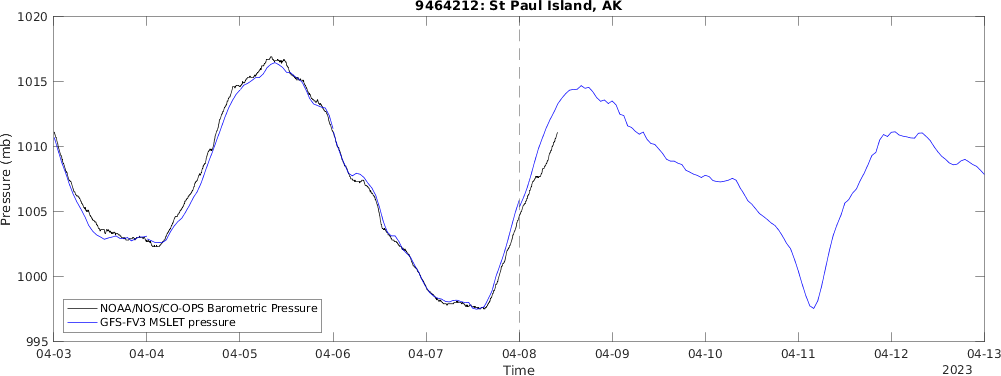 9464212: St Paul Island, AK
Pressure (mb)
1020
1015
1010
1005
1000
995
NOAA/NOS/CO-OPS Barometric Pressure
GFS-FV3 MSLET pressure
04-03 04-04 04-05 04-06 04-07 04-08 04-09 04-10 04-11 04-12 04-13
Time
2023